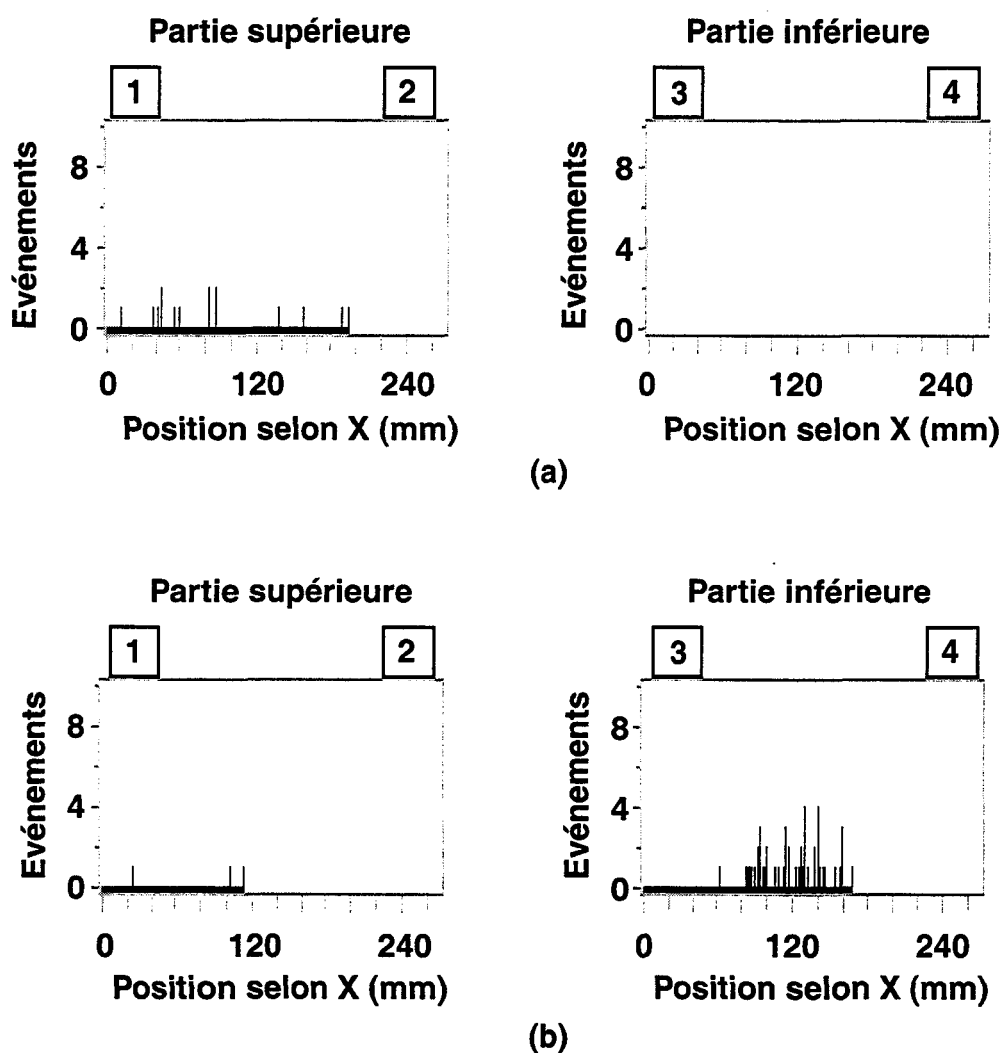 Partie supérieure
Partie inférieure
1
2
3
4
Evénements
8
4
0
0
120
240
Position selon X (mm)
Evénements
8
4
0
0
120
240
Position selon X (mm)
(a)
Partie supérieure
Partie inférieure
1
2
3
4
Evénements
8
4
0
0
120
240
Position selon X (mm)
Evénements
8
4
0
0
120
240
Position selon X (mm)
(b)